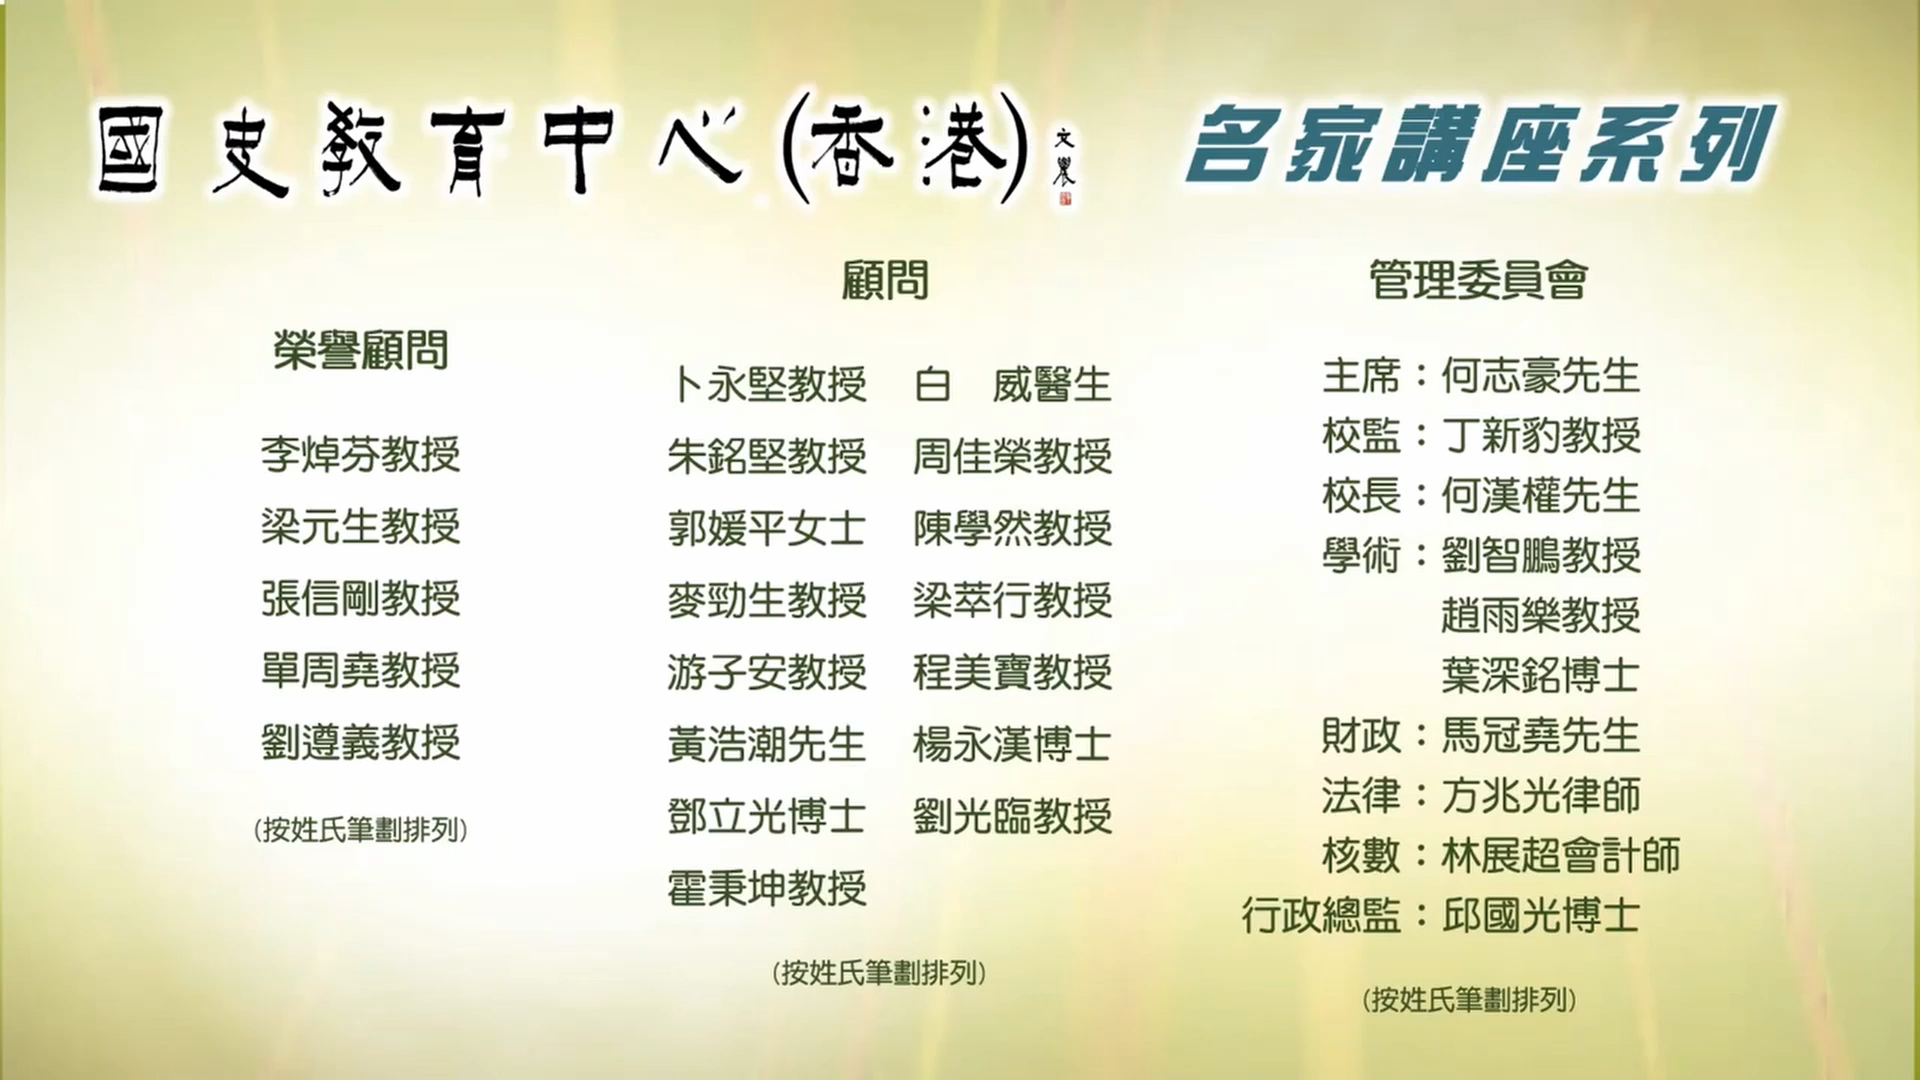 國史教育中心(香港) 名家講座系列
榮譽顧問
李焯芬教授
梁元生教授
張信剛教授
單周堯教授
劉遵義教授
(按姓氏筆劃排列)
顧問
卜永堅教授 白 威醫生
朱銘堅教授 周佳榮教授
郭媛平女士 陳學然教授
麥勁生教授 梁萃行教授
游子安教授 程美寶教授
黃浩潮先生 楊永漢博士
鄧立光博士 劉光臨教授
霍秉坤教授
(按姓氏筆劃排列)
管理委員會
主席：何志豪先生
校監：丁新豹教授
校長：何漢權先生
學術：劉智鵬教授
趙雨樂教授
葉深銘博士
財政：馬冠堯先生
法律：方兆光律師
核數：林展超會計師
行政總監：邱國光博士
(按姓氏筆劃排列)